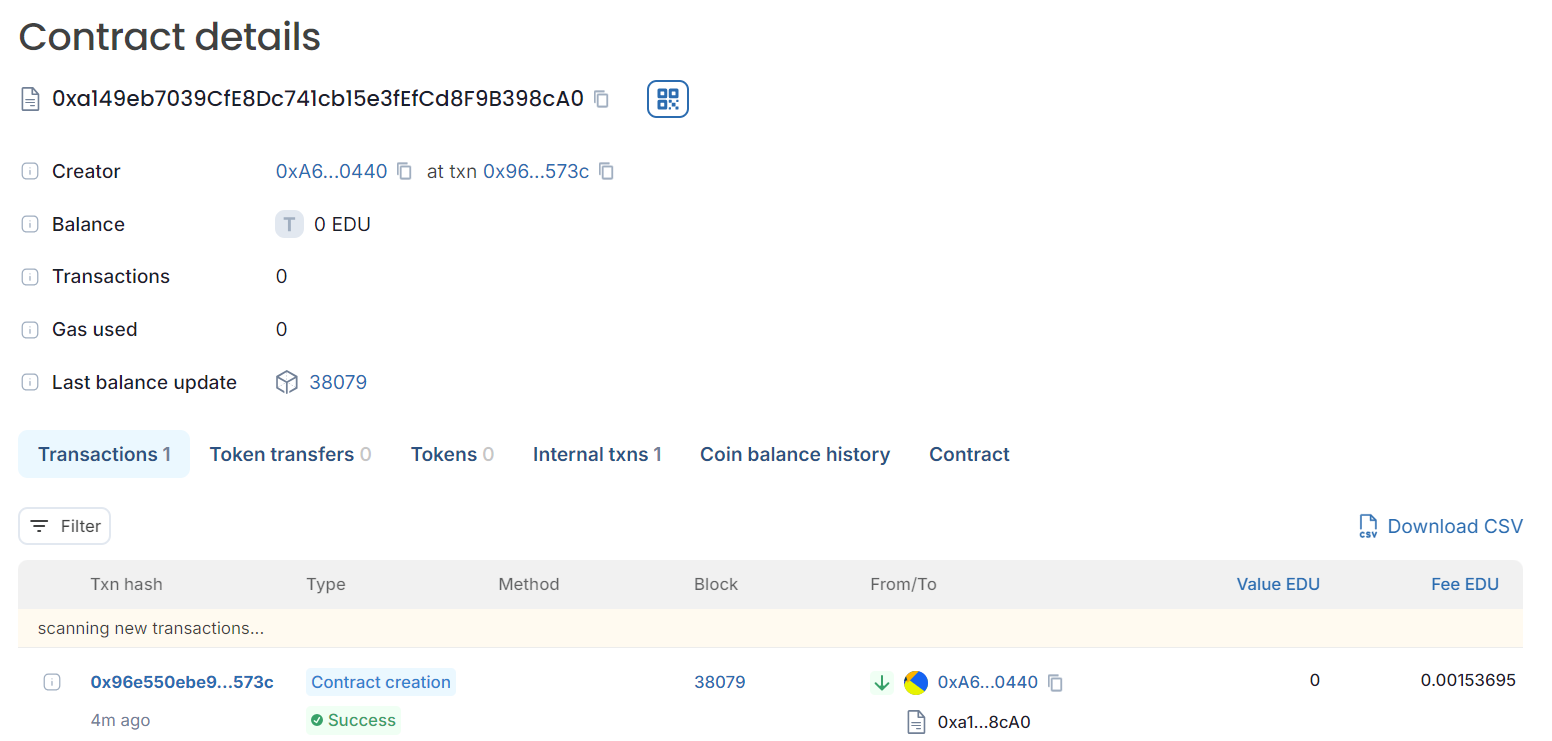 Contract details
0xa149eb7039CfE8Dc741cb15e3fEfCd8F9B398cA0
Creator 0xA6...0440 at txn 0x96...573c
Balance T 0 EDU
Transactions 0
Gas used 0
Last balance update 38079
Transactions 1 Token transfers 0 Tokens 0 Internal txns 1 Coin balance history Contract
Filter CSV Download CSV
Txn hash Type Method Block From/To Value EDU Fee EDU
scanning new transactions...
0x96e550ebe9...573c Contract creation 38079 0xA6...0440 0 0.00153695
4m ago Success 0xa1...8cA0